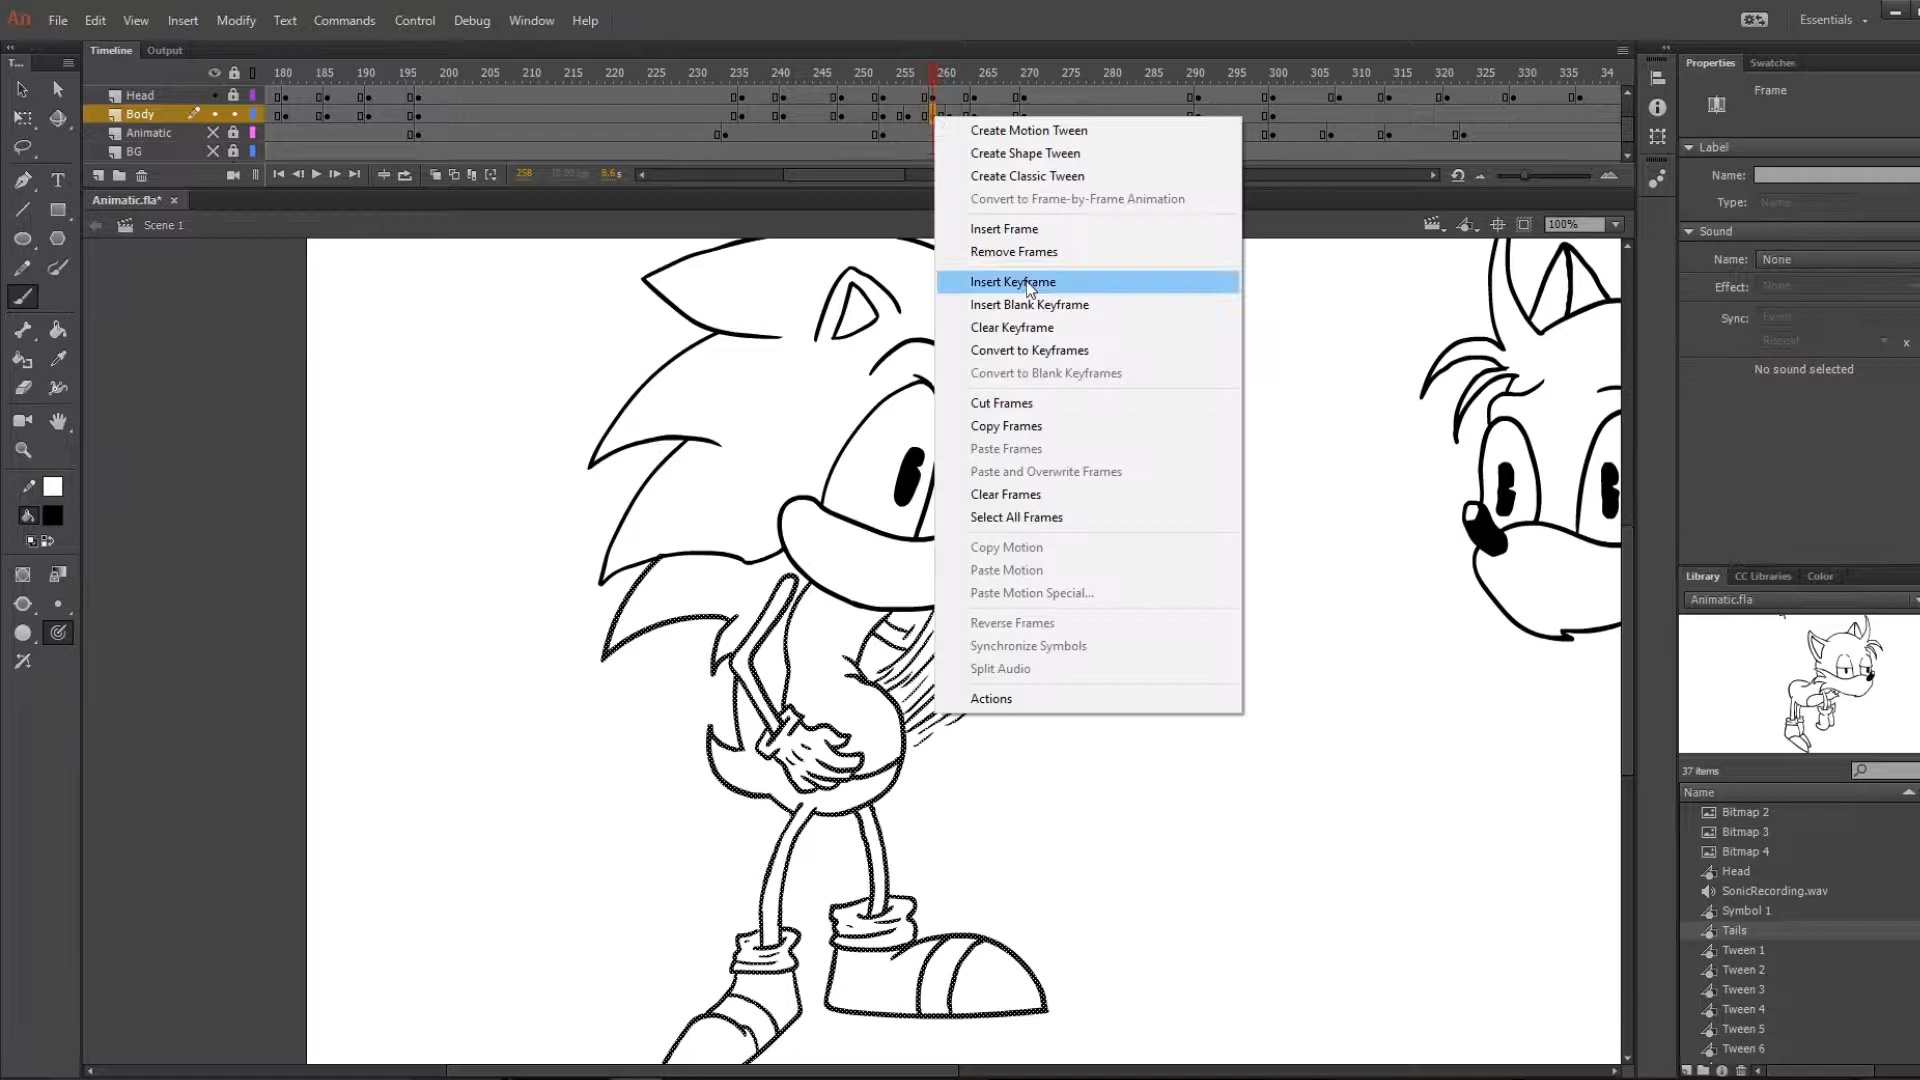 An File Edit View Insert Modify Text Commands Control Debug Window Help Essentials
Timeline Output
T...
180 185 190 195 200 205 210 215 220 225 230 235 240 245 250 255 260 265 270 275 280 285 290 295 300 305 310 315 320 325 330 335 34
Head
Body
Animatic
BG
258 8.6s
Animatic.fla*
Scene 1
100%
Create Motion Tween
Create Shape Tween
Create Classic Tween
Convert to Frame-by-Frame Animation
Insert Frame
Remove Frames
Insert Keyframe
Insert Blank Keyframe
Clear Keyframe
Convert to Keyframes
Convert to Blank Keyframes
Cut Frames
Copy Frames
Paste Frames
Paste and Overwrite Frames
Clear Frames
Select All Frames
Copy Motion
Paste Motion
Paste Motion Special...
Reverse Frames
Synchronize Symbols
Split Audio
Actions
Properties Swatches
Frame
Label
Name:
Type: Name
Sound
Name: None
Effect: None
Sync: Event
Repeat x
No sound selected
Library CC Libraries Color
Animatic.fla
37 items
Name
Bitmap 2
Bitmap 3
Bitmap 4
Head
SonicRecording.wav
Symbol 1
Tails
Tween 1
Tween 2
Tween 3
Tween 4
Tween 5
Tween 6